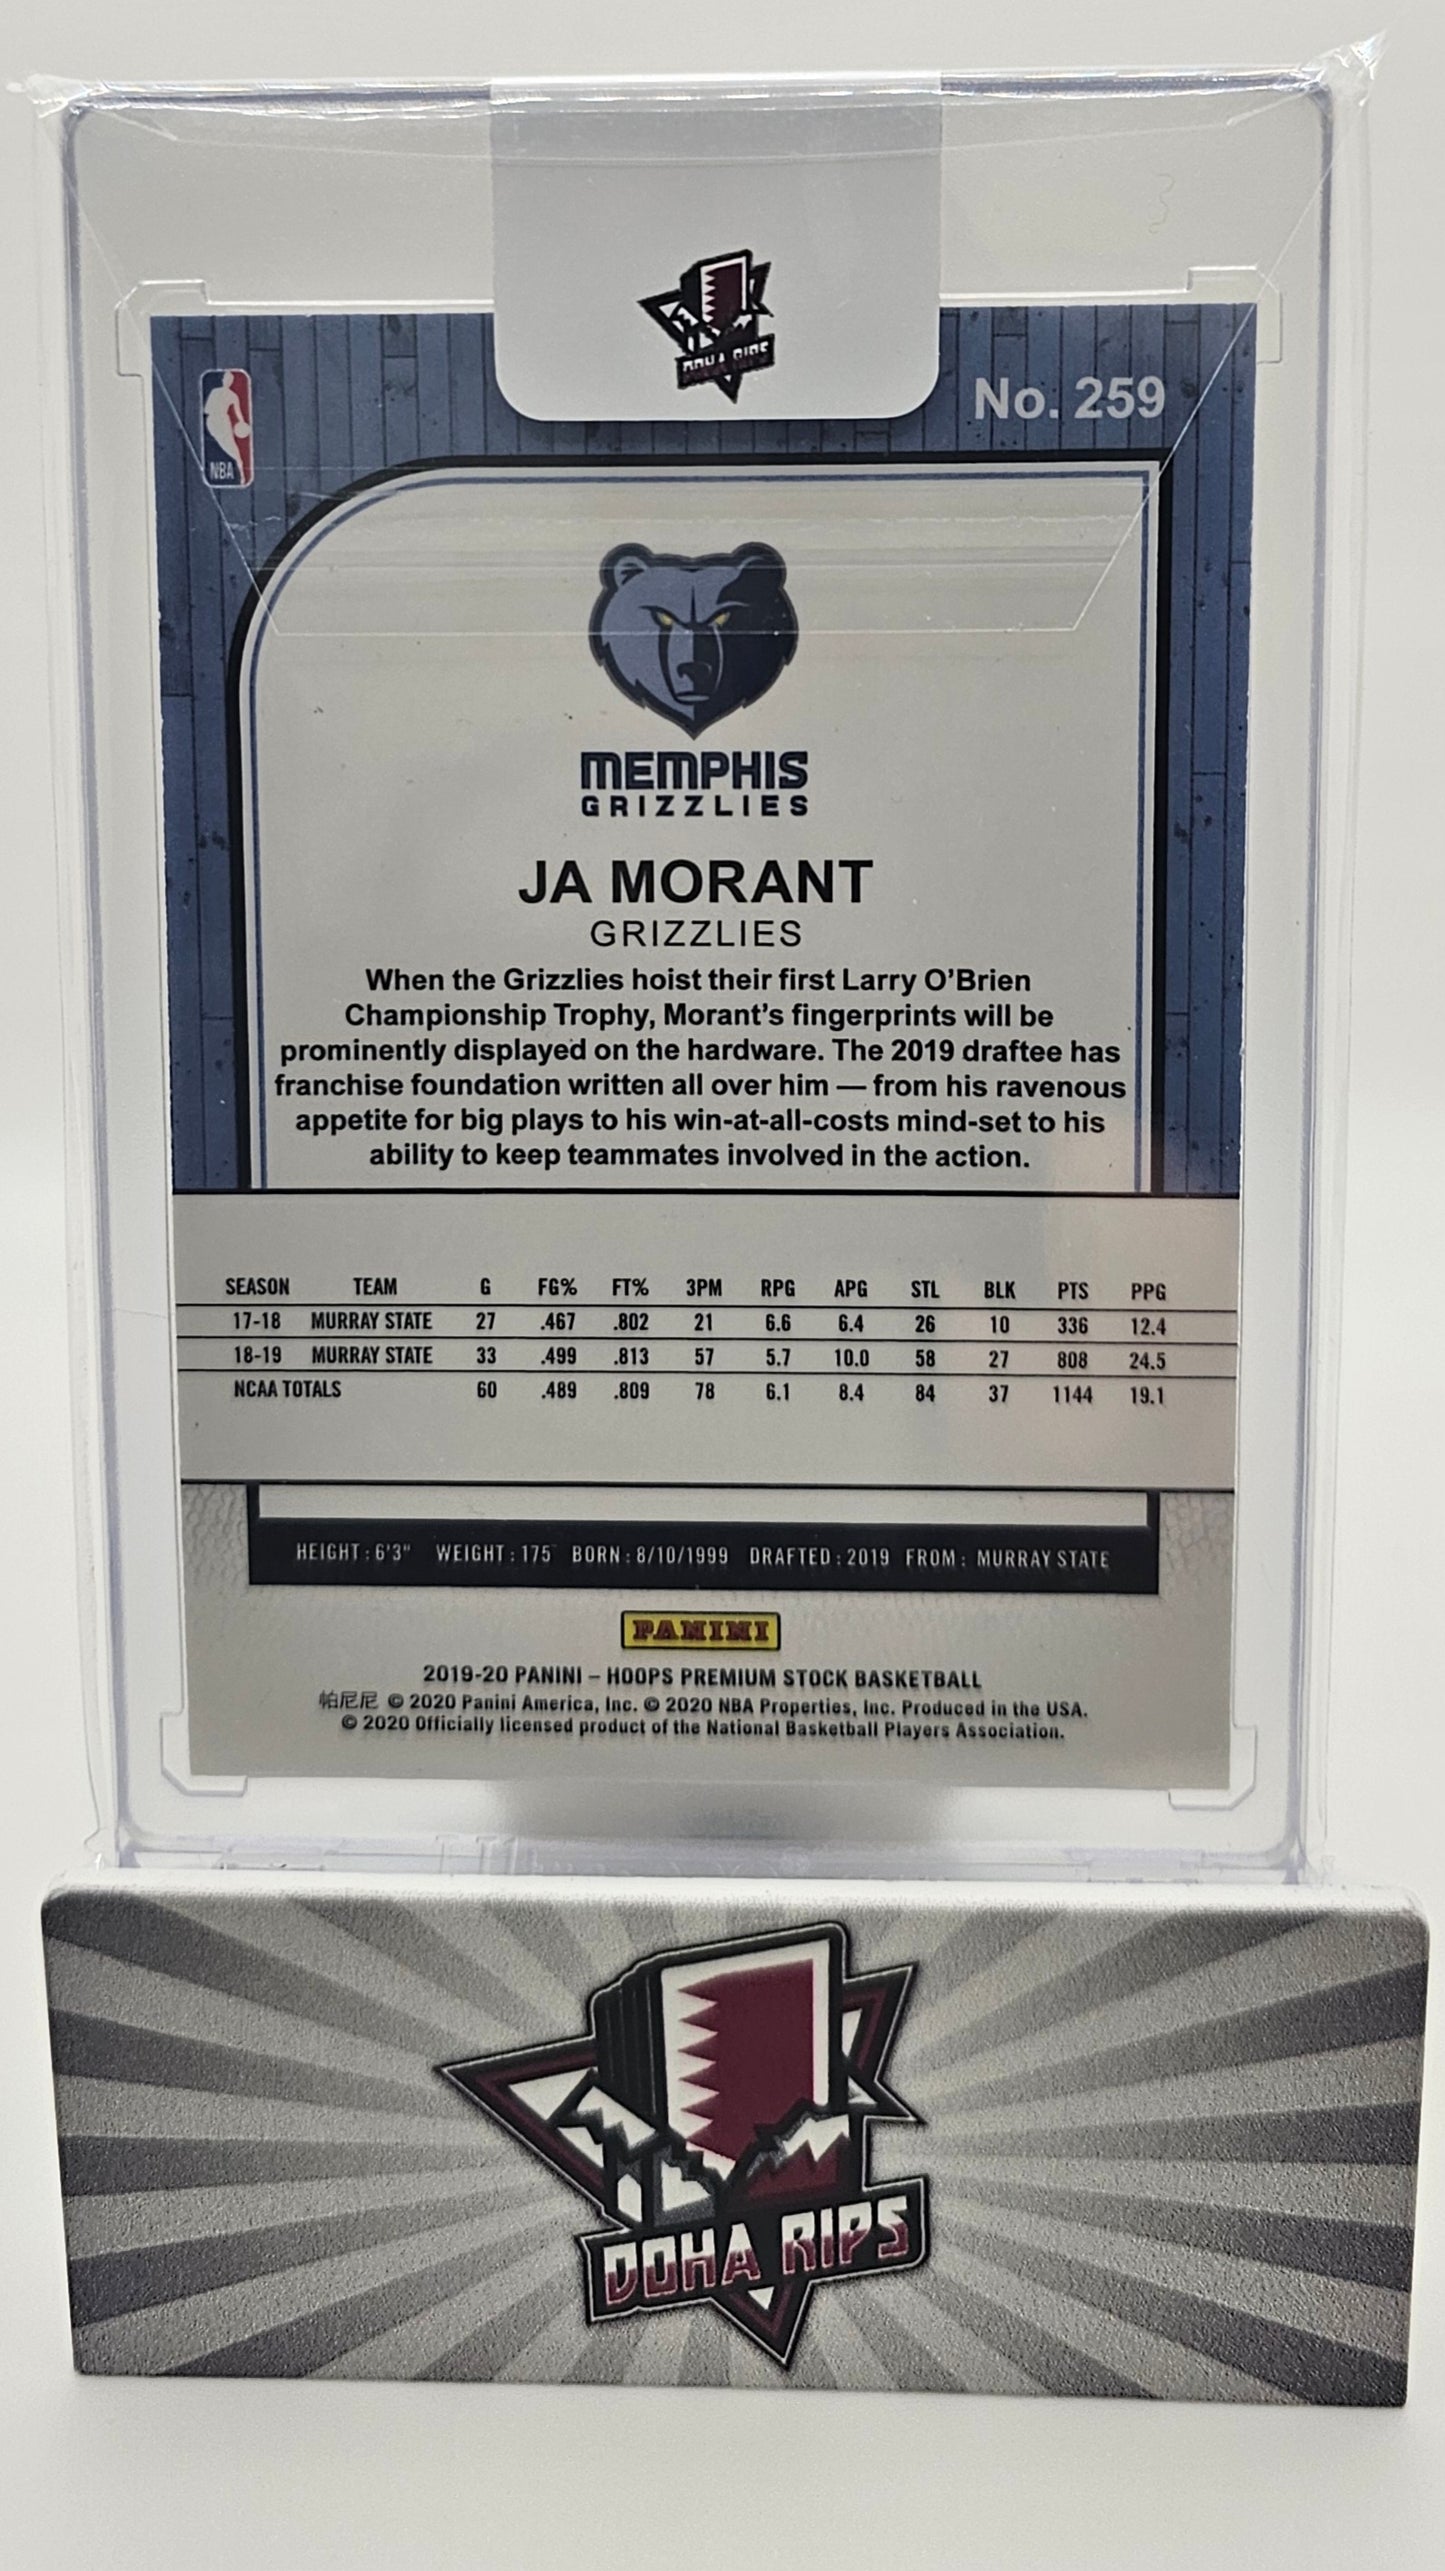 DOHA RIPS
No. 259
NBA
MEMPHIS
GRIZZLIES
JA MORANT
GRIZZLIES
When the Grizzlies hoist their first Larry O'Brien
Championship Trophy, Morant's fingerprints will be
prominently displayed on the hardware. The 2019 draftee has
franchise foundation written all over him — from his ravenous
appetite for big plays to his win-at-all-costs mind-set to his
ability to keep teammates involved in the action.
SEASON TEAM G FG% FT% 3PM RPG APG STL BLK PTS PPG
17-18 MURRAY STATE 27 .467 .802 21 6.6 6.4 26 10 336 12.4
18-19 MURRAY STATE 33 .499 .813 57 5.7 10.0 58 27 808 24.5
NCAA TOTALS 60 .489 .809 78 6.1 8.4 84 37 1144 19.1
HEIGHT: 6'3" WEIGHT: 175 BORN: 8/10/1999 DRAFTED: 2019 FROM: MURRAY STATE
PANINI
2019-20 PANINI – HOOPS PREMIUM STOCK BASKETBALL
帕尼尼 © 2020 Panini America, Inc. © 2020 NBA Properties, Inc. Produced in the USA.
© 2020 Officially licensed product of the National Basketball Players Association.
DOHA RIPS